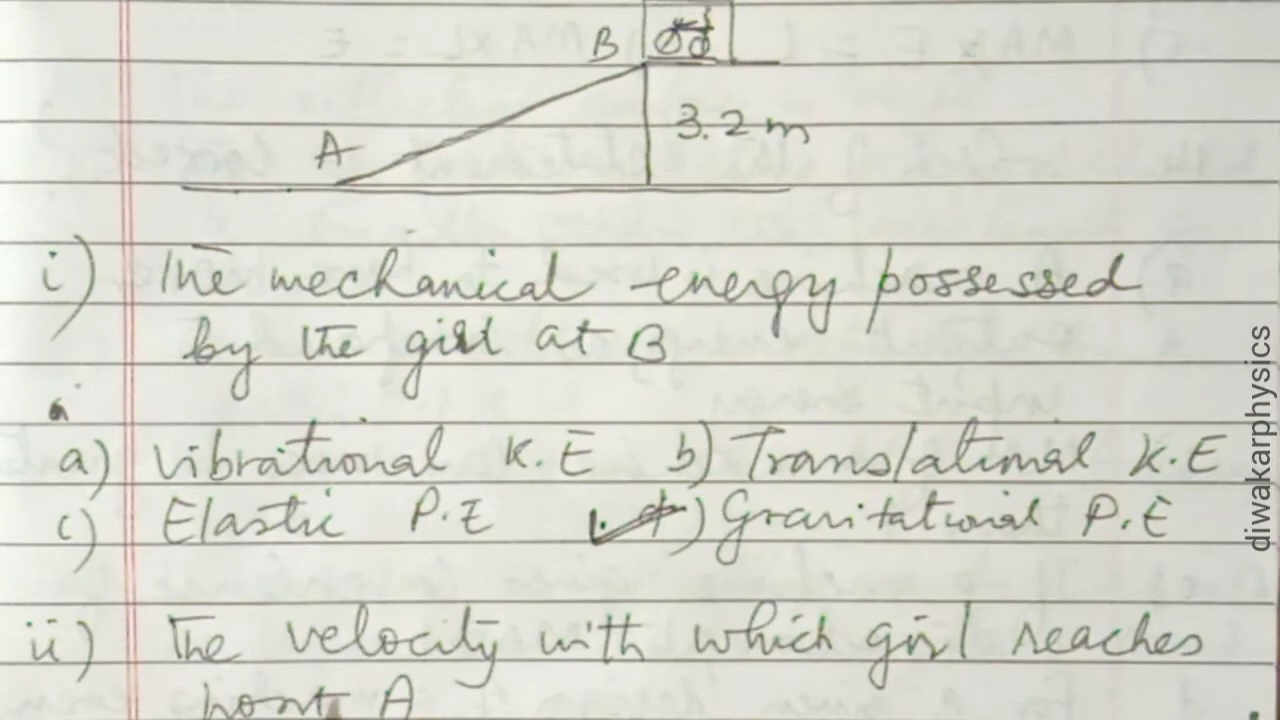 B
3.2 m
A
i) The mechanical energy possessed
by the girl at B
a) Vibrational K.E b) Translational K.E
c) Elastic P.E d) Gravitational P.E
ii) The velocity with which girl reaches
point A
diwakarphysics